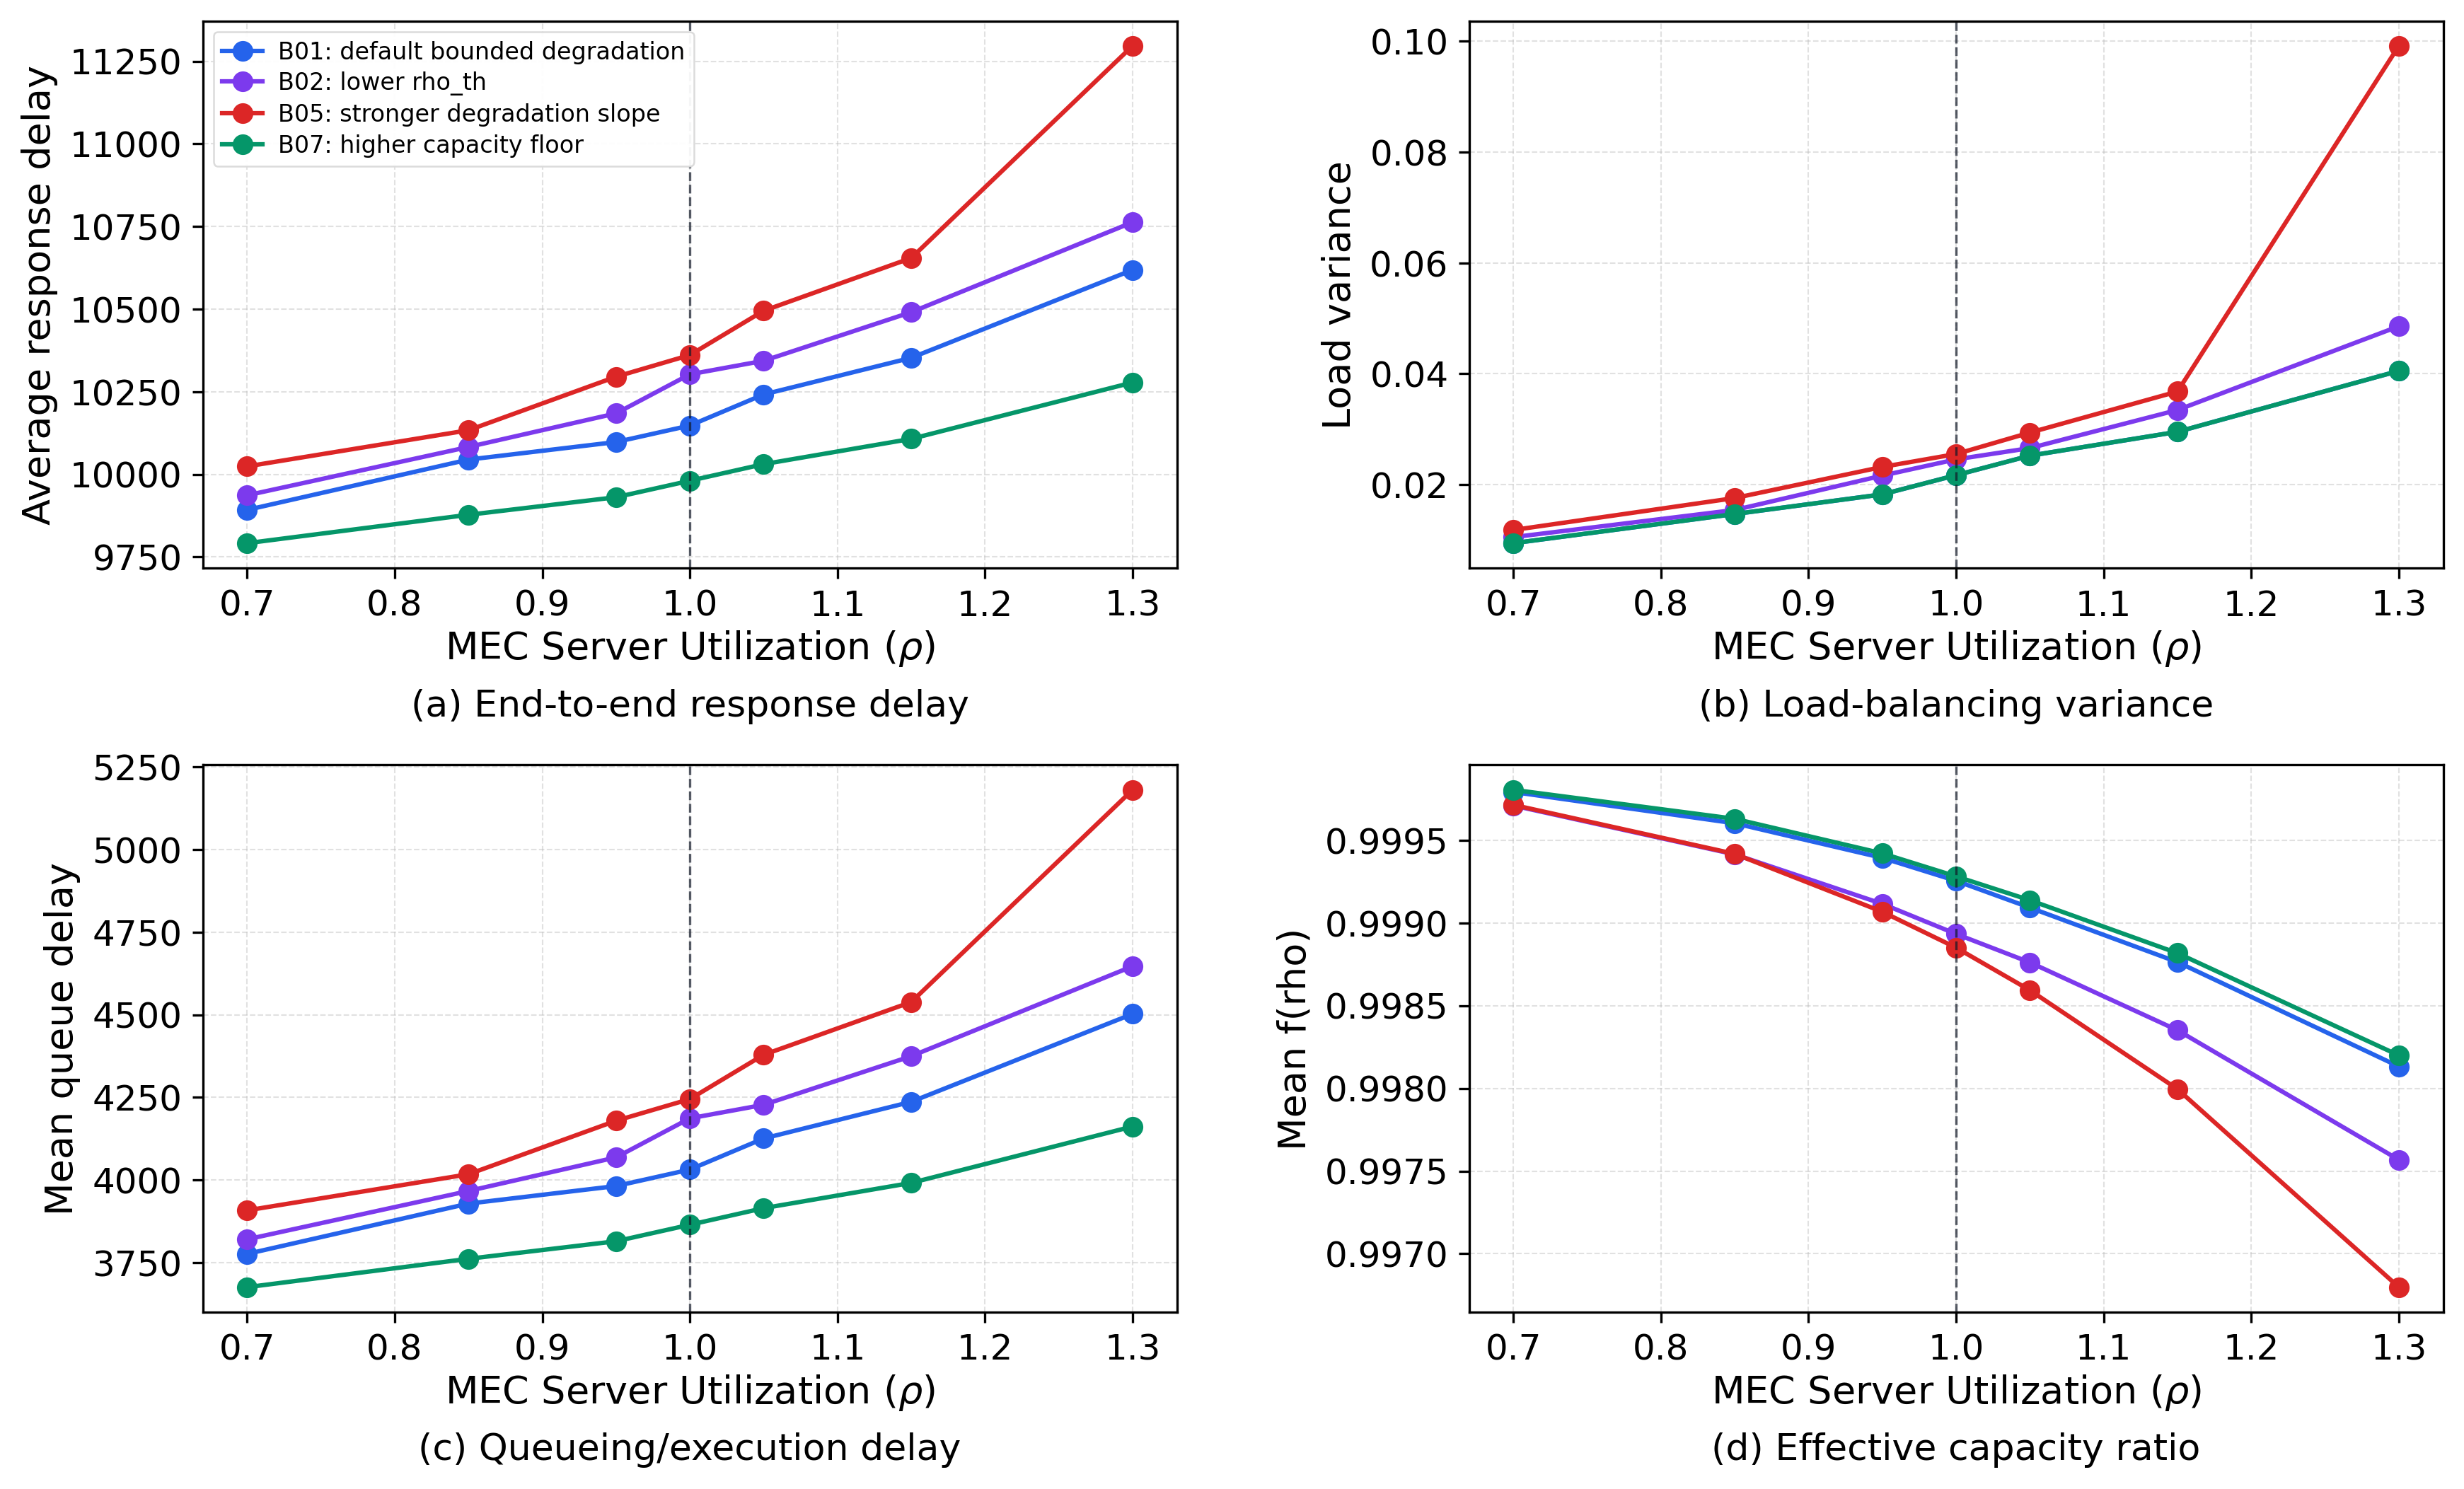 Average response delay
11250
11000
10750
10500
10250
10000
9750
B01: default bounded degradation
B02: lower rho_th
B05: stronger degradation slope
B07: higher capacity floor
0.7 0.8 0.9 1.0 1.1 1.2 1.3
MEC Server Utilization (ρ)
(a) End-to-end response delay
Load variance
0.10
0.08
0.06
0.04
0.02
0.7 0.8 0.9 1.0 1.1 1.2 1.3
MEC Server Utilization (ρ)
(b) Load-balancing variance
Mean queue delay
5250
5000
4750
4500
4250
4000
3750
0.7 0.8 0.9 1.0 1.1 1.2 1.3
MEC Server Utilization (ρ)
(c) Queueing/execution delay
Mean f(rho)
0.9995
0.9990
0.9985
0.9980
0.9975
0.9970
0.7 0.8 0.9 1.0 1.1 1.2 1.3
MEC Server Utilization (ρ)
(d) Effective capacity ratio